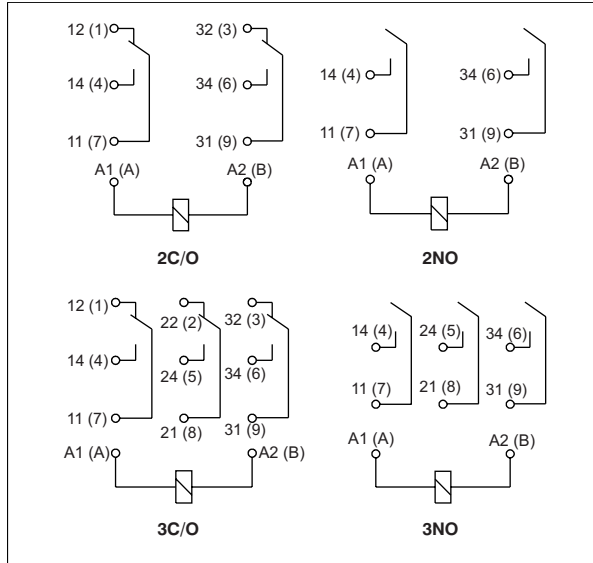 12 (1) 32 (3)
14 (4) 34 (6)
11 (7) 31 (9)
A1 (A) A2 (B)
2C/O
14 (4) 34 (6)
11 (7) 31 (9)
A1 (A) A2 (B)
2NO
12 (1) 22 (2) 32 (3)
14 (4) 24 (5) 34 (6)
11 (7) 21 (8) 31 (9)
A1 (A) A2 (B)
3C/O
14 (4) 24 (5) 34 (6)
11 (7) 21 (8) 31 (9)
A1 (A) A2 (B)
3NO